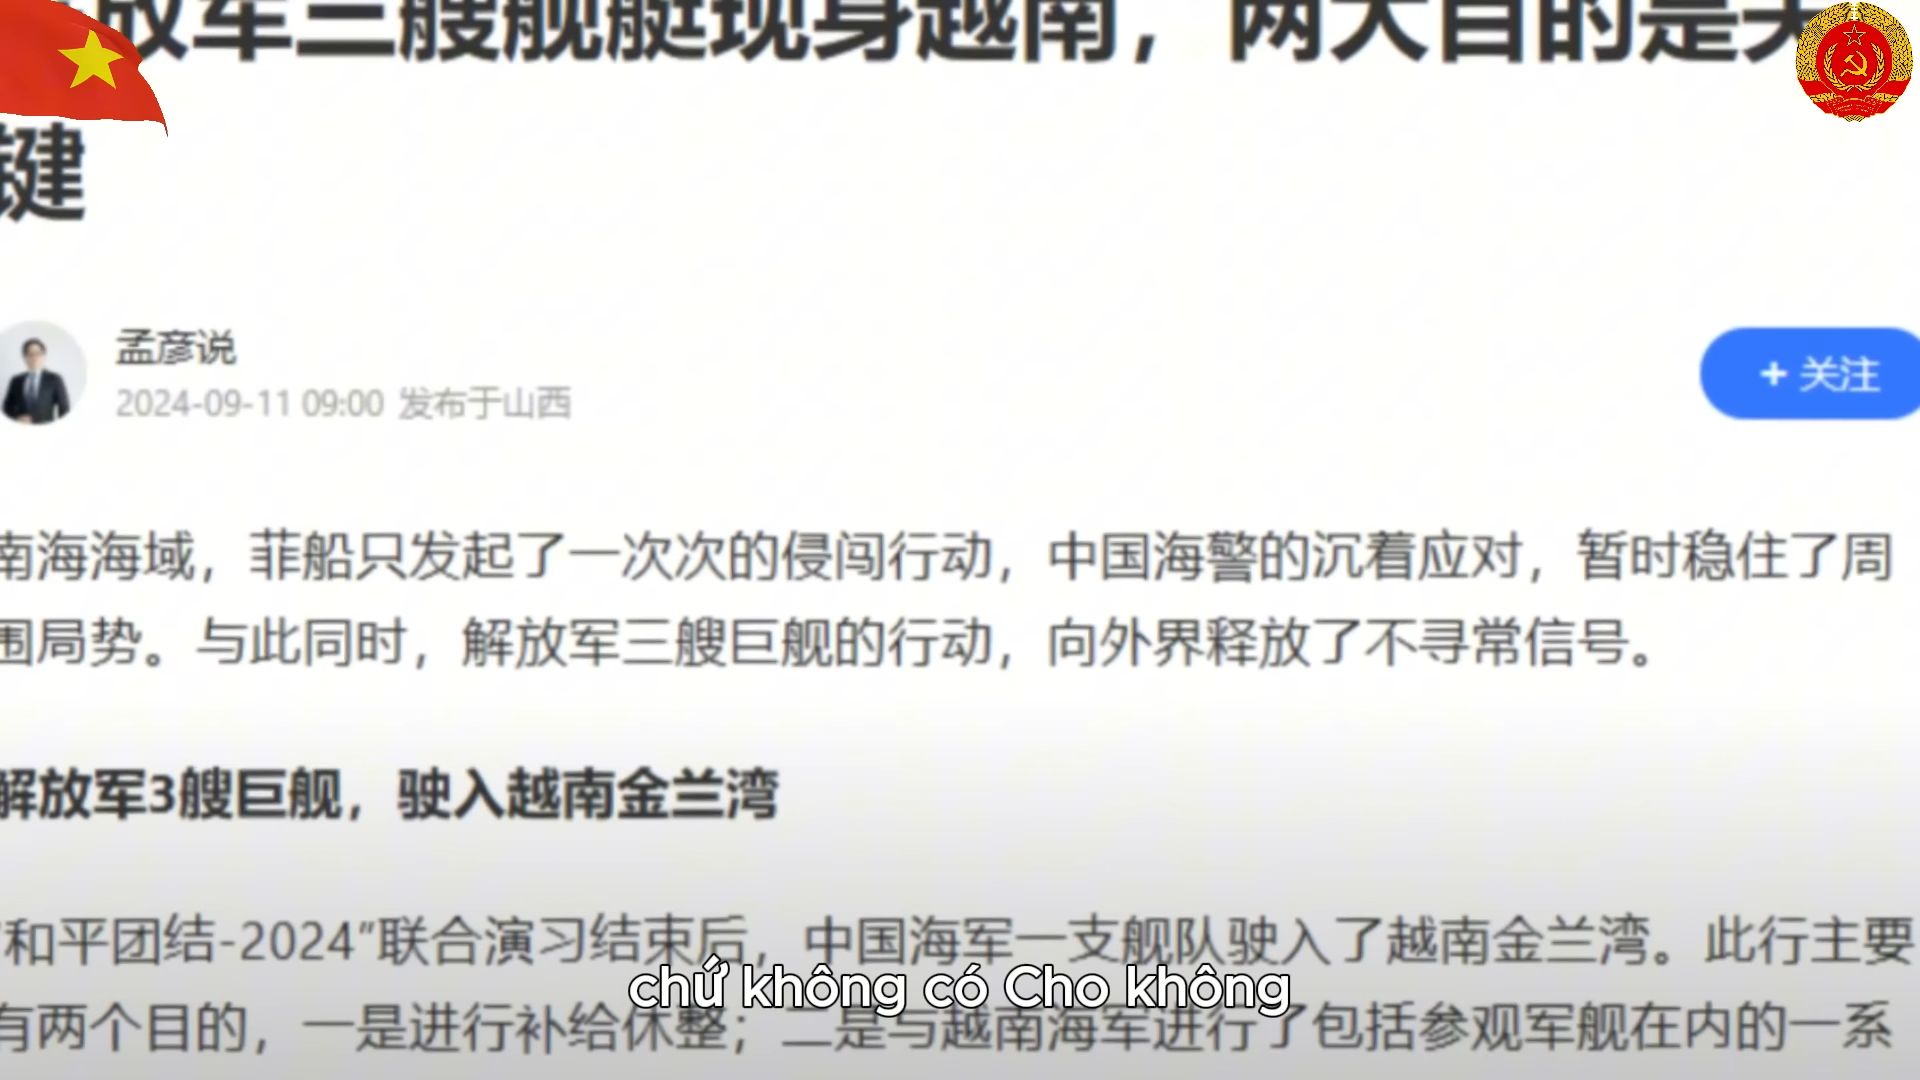 放军三艘舰艇现身越南，两大目的是关
键
孟彦说
2024-09-11 09:00 发布于山西
+ 关注
南海海域，菲船只发起了一次次的侵闯行动，中国海警的沉着应对，暂时稳住了周
围局势。与此同时，解放军三艘巨舰的行动，向外界释放了不寻常信号。
解放军3艘巨舰，驶入越南金兰湾
"和平团结-2024"联合演习结束后，中国海军一支舰队驶入了越南金兰湾。此行主要
有两个目的，一是进行补给休整；二是与越南海军进行了包括参观军舰在内的一系
chứ không có Cho không